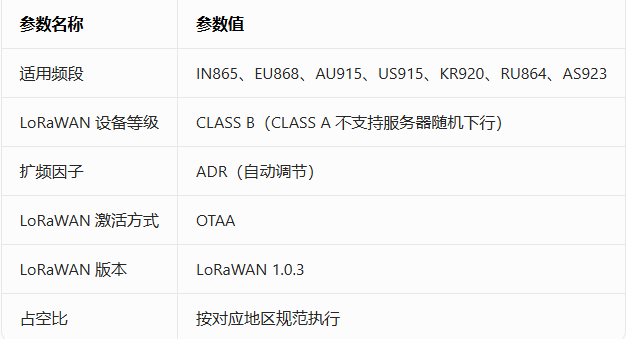 参数名称 参数值
适用频段 IN865、EU868、AU915、US915、KR920、RU864、AS923
LoRaWAN 设备等级 CLASS B（CLASS A 不支持服务器随机下行）
扩频因子 ADR（自动调节）
LoRaWAN 激活方式 OTAA
LoRaWAN 版本 LoRaWAN 1.0.3
占空比 按对应地区规范执行